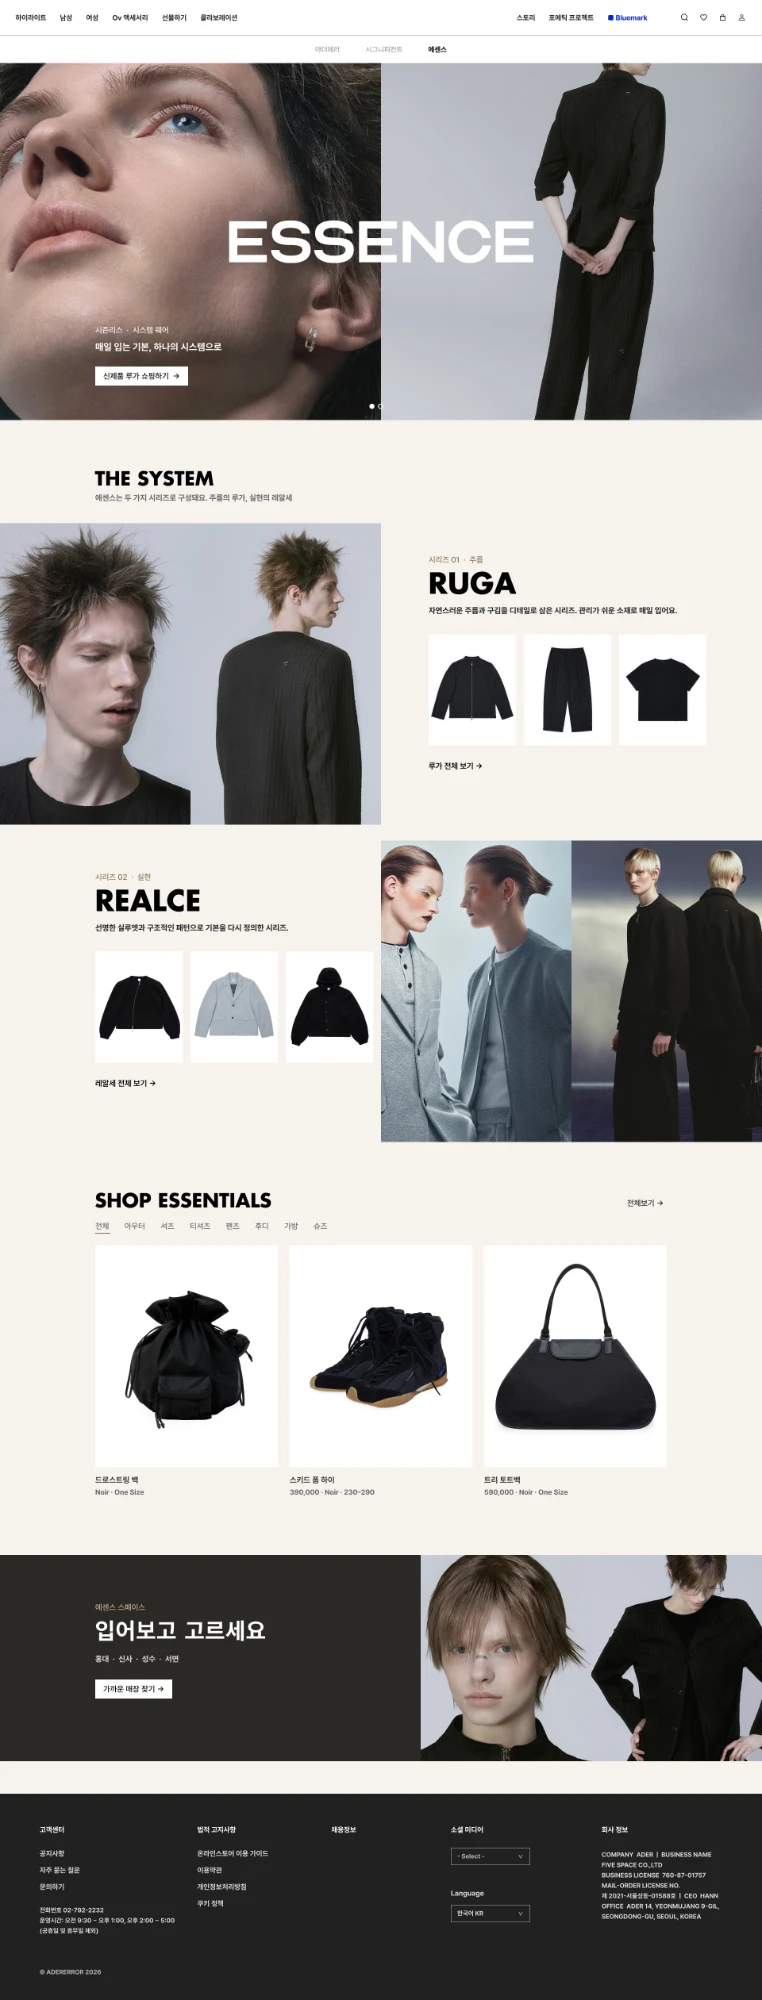 하이라이트 남성 여성 Ov 액세서리 선물하기 콜라보레이션 스토리 포에틱 프로젝트 Bluemark
아더에러 시그니피컨트 에센스
ESSENCE
시즌리스 · 시스템 웨어
매일 입는 기본, 하나의 시스템으로
신제품 루가 쇼핑하기 →
THE SYSTEM
에센스는 두 가지 시리즈로 구성돼요. 주름의 루가, 실현의 레알세
시리즈 01 · 주름
RUGA
자연스러운 주름과 구김을 디테일로 삼은 시리즈. 관리가 쉬운 소재로 매일 입어요.
루가 전체 보기 →
시리즈 02 · 실현
REALCE
선명한 실루엣과 구조적인 패턴으로 기본을 다시 정의한 시리즈.
레알세 전체 보기 →
SHOP ESSENTIALS
전체보기 →
전체 아우터 셔츠 티셔츠 팬츠 후디 가방 슈즈
드로스트링 백
Noir · One Size
스키드 폼 하이
390,000 · Noir · 230-290
트리 토트백
590,000 · Noir · One Size
에센스 스페이스
입어보고 고르세요
홍대 · 신사 · 성수 · 서면
가까운 매장 찾기 →
고객센터
공지사항
자주 묻는 질문
문의하기
전화번호 02-792-2232
운영시간: 오전 9:30 - 오후 1:00, 오후 2:00 - 5:00
(공휴일 및 휴무일 제외)
© ADERERROR 2026
법적 고지사항
온라인스토어 이용 가이드
이용약관
개인정보처리방침
쿠키 정책
채용정보
소셜 미디어
- Select - v
Language
한국어 KR v
회사 정보
COMPANY ADER | BUSINESS NAME
FIVE SPACE CO.,LTD
BUSINESS LICENSE 760-87-01757
MAIL-ORDER LICENSE NO.
제 2021-서울성동-01588호 | CEO HANN
OFFICE ADER 14, YEONMUJANG 9-GIL,
SEONGDONG-GU, SEOUL, KOREA